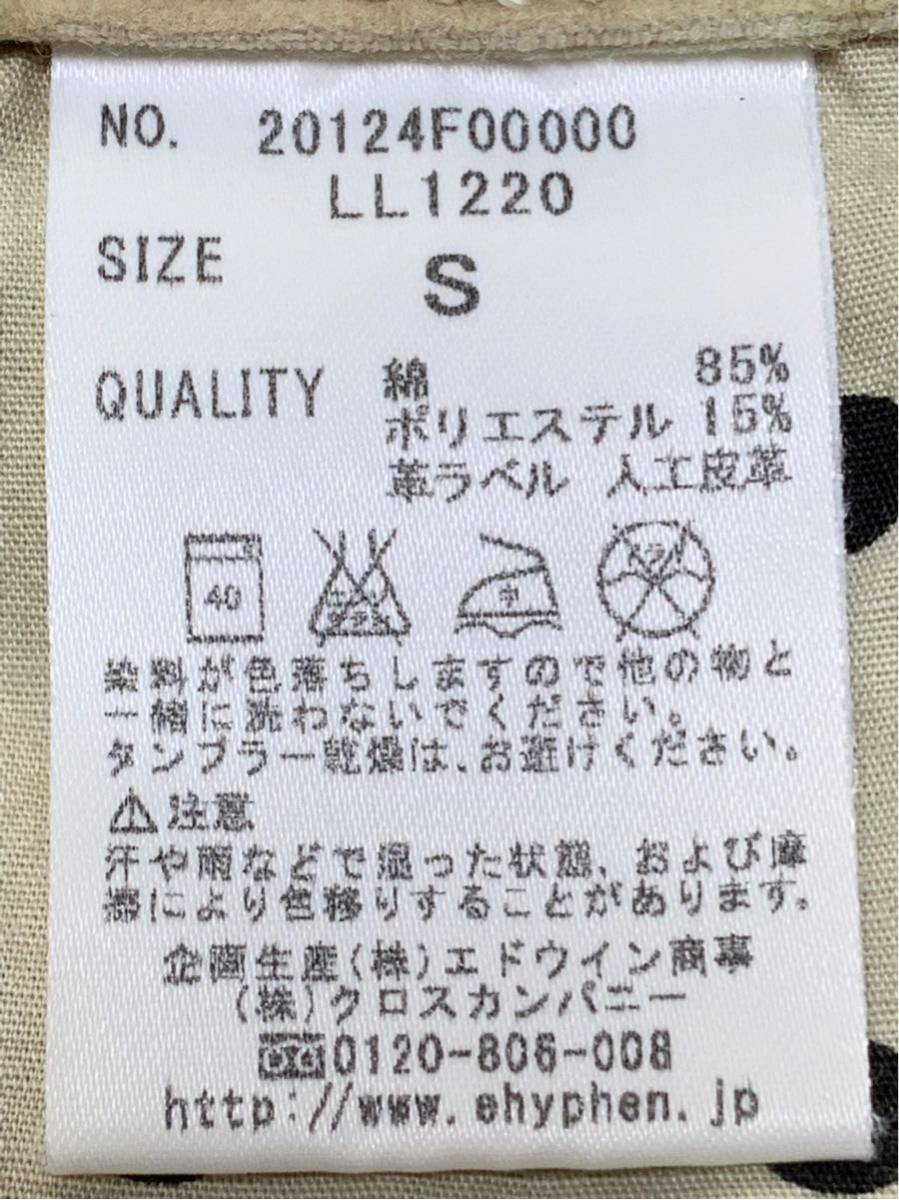 NO. 20124F00000
LL1220
SIZE S
QUALITY 綿 85%
ポリエステル 15%
革ラベル 人工皮革
40
染料が色落ちしますので他の物と
一緒に洗わないでください。
タンブラー乾燥は、お避けください。
⚠注意
汗や雨などで湿った状態、および摩
擦により色移りすることがあります。
企画生産(株)エドウイン商事
(株)クロスカンパニー
0120-806-008
http://www.ehyphen.jp